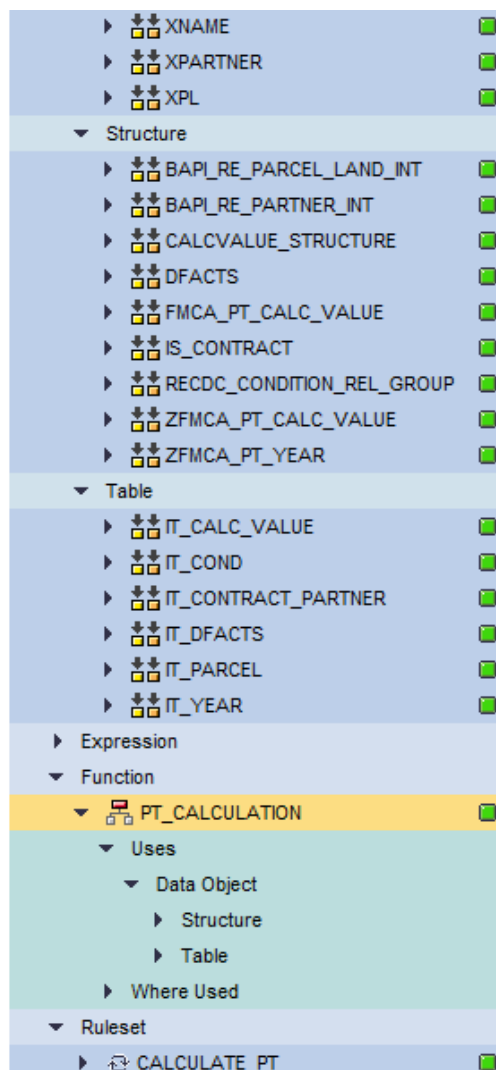 XNAME
XPARTNER
XPL
Structure
BAPI_RE_PARCEL_LAND_INT
BAPI_RE_PARTNER_INT
CALCVALUE_STRUCTURE
DFACTS
FMCA_PT_CALC_VALUE
IS_CONTRACT
RECDC_CONDITION_REL_GROUP
ZFMCA_PT_CALC_VALUE
ZFMCA_PT_YEAR
Table
IT_CALC_VALUE
IT_COND
IT_CONTRACT_PARTNER
IT_DFACTS
IT_PARCEL
IT_YEAR
Expression
Function
PT_CALCULATION
Uses
Data Object
Structure
Table
Where Used
Ruleset
CALCULATE_PT